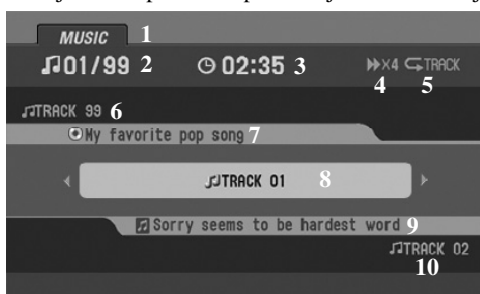 MUSIC 1
01/99 2 02:35 3 ×4 TRACK
4 5
TRACK 99 6
My favorite pop song 7
TRACK 01 8
Sorry seems to be hardest word 9
TRACK 02
10